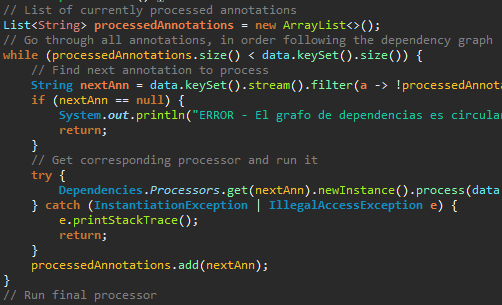 // List of currently processed annotations
List<String> processedAnnotations = new ArrayList<>();
// Go through all annotations, in order following the dependency graph
while (processedAnnotations.size() < data.keySet().size()) {
// Find next annotation to process
String nextAnn = data.keySet().stream().filter(a -> !processedAnnota
if (nextAnn == null) {
System.out.println("ERROR - El grafo de dependencias es circular
return;
}
// Get corresponding processor and run it
try {
Dependencies.Processors.get(nextAnn).newInstance().process(data
} catch (InstantiationException | IllegalAccessException e) {
e.printStackTrace();
return;
}
processedAnnotations.add(nextAnn);
}
// Run final processor